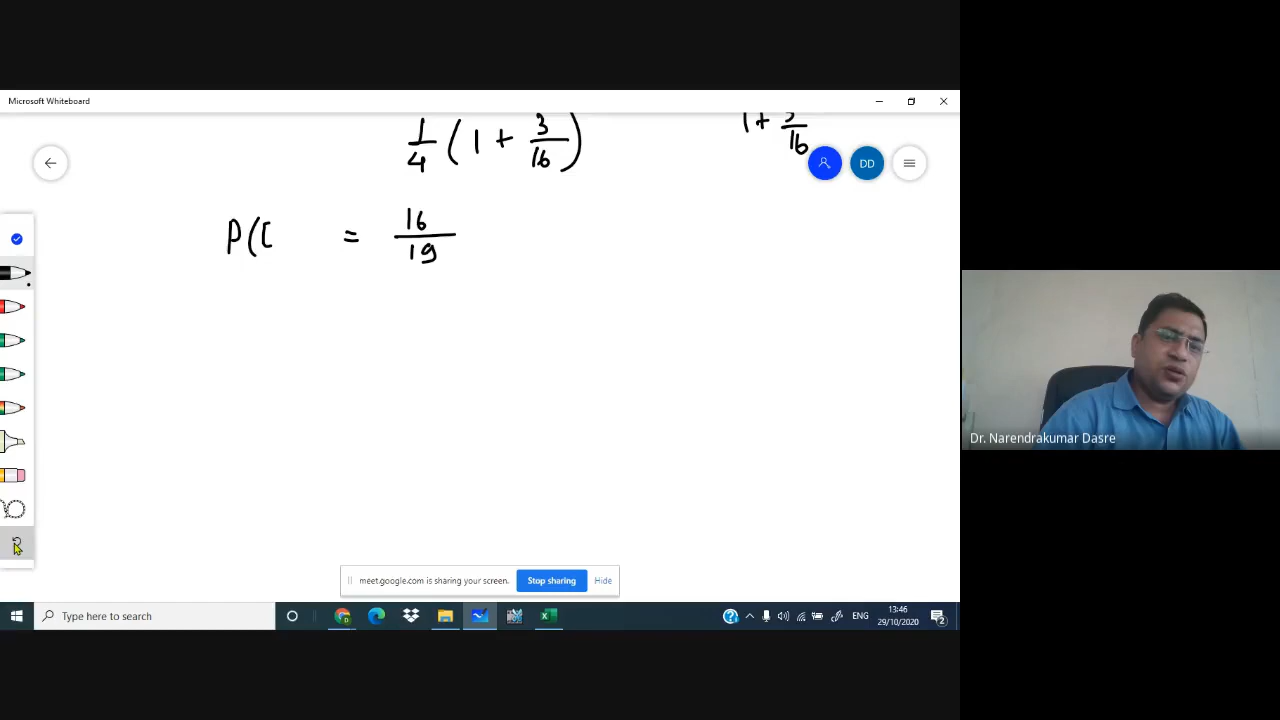 Microsoft Whiteboard
1/4 ( 1 + 3/16 )
1 + 3/16
DD
P(
= 16/19
Dr. Narendrakumar Dasre
meet.google.com is sharing your screen.
Stop sharing
Hide
Type here to search
ENG
13:46
29/10/2020
2